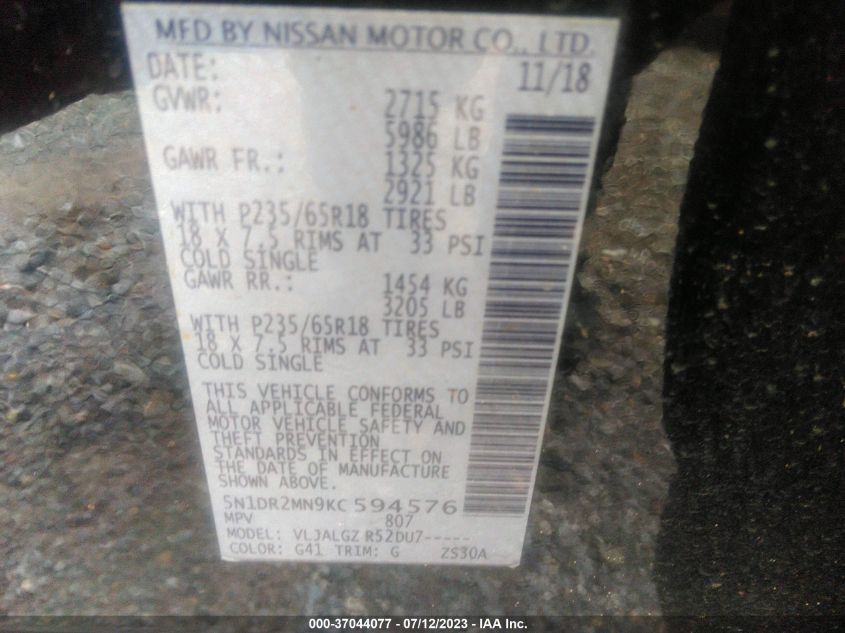 MFD BY NISSAN MOTOR CO., LTD.
DATE: 11/18
GVWR: 2715 KG
5986 LB
GAWR FR.: 1325 KG
2921 LB
WITH P235/65R18 TIRES
18 X 7.5 RIMS AT 33 PSI
COLD SINGLE
GAWR RR.: 1454 KG
3205 LB
WITH P235/65R18 TIRES
18 X 7.5 RIMS AT 33 PSI
COLD SINGLE
THIS VEHICLE CONFORMS TO
ALL APPLICABLE FEDERAL
MOTOR VEHICLE SAFETY AND
THEFT PREVENTION
STANDARDS IN EFFECT ON
THE DATE OF MANUFACTURE
SHOWN ABOVE.
5N1DR2MN9KC594576
MPV 807
MODEL: VLJALGZ R52DU7-----
COLOR: G41 TRIM: G ZS30A
000-37044077 - 07/12/2023 - IAA Inc.